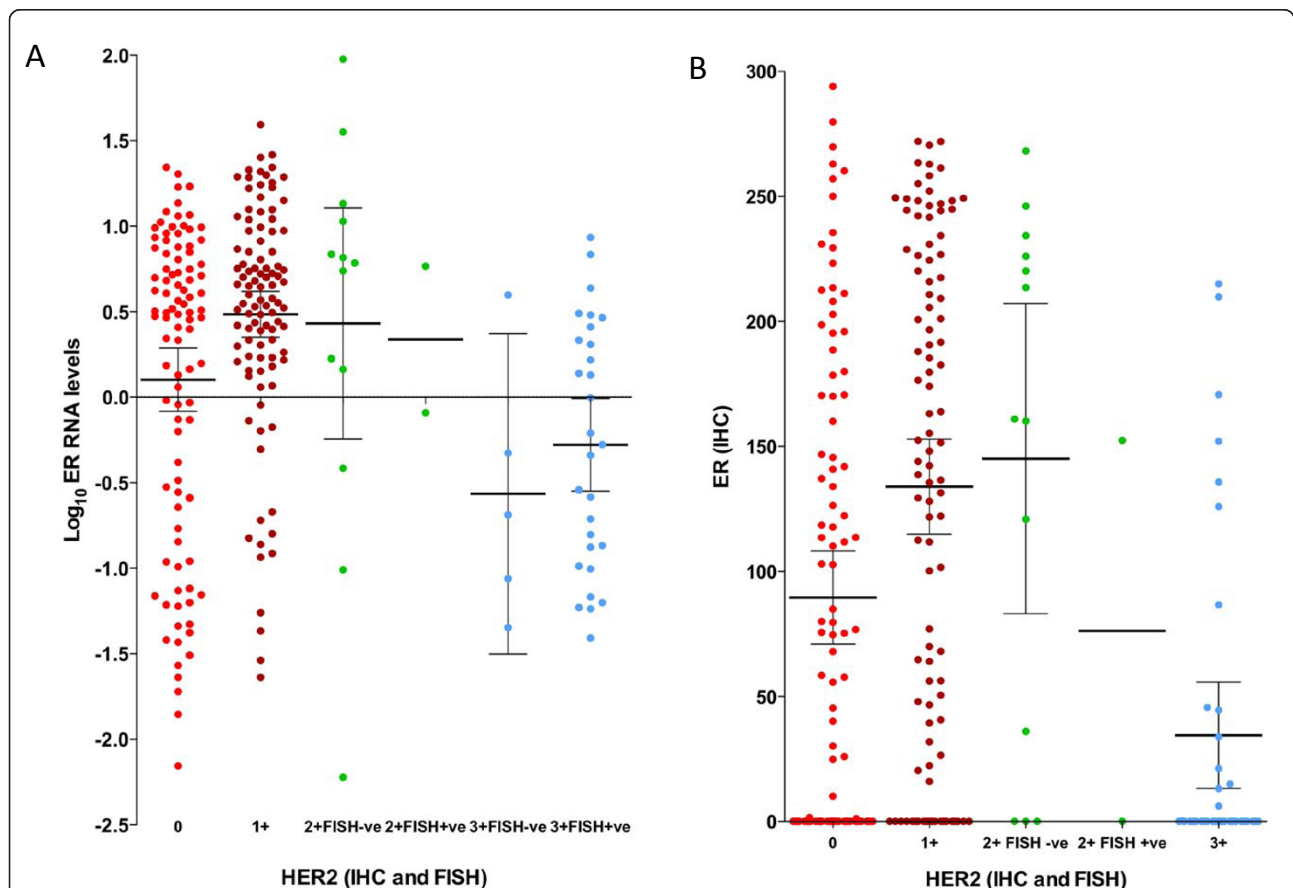 A
Log10 ER RNA levels
2.0
1.5
1.0
0.5
0.0
-0.5
-1.0
-1.5
-2.0
-2.5
0 1+ 2+FISH-ve 2+FISH+ve 3+FISH-ve 3+FISH+ve
HER2 (IHC and FISH)
B
ER (IHC)
300
250
200
150
100
50
0
0 1+ 2+ FISH -ve 2+ FISH +ve 3+
HER2 (IHC and FISH)